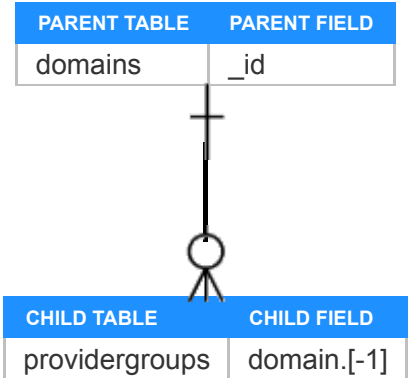 PARENT TABLE PARENT FIELD
domains _id
CHILD TABLE CHILD FIELD
providergroups domain.[-1]